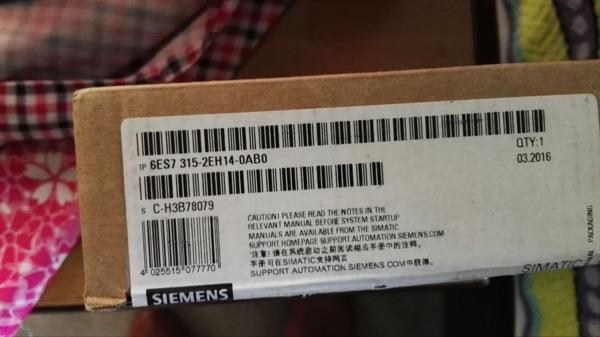 1P 6ES7 315-2EH14-0AB0
QTY:1
03.2016
S C-H3B78079
CAUTION! PLEASE READ THE NOTES IN THE
RELEVANT MANUAL BEFORE SYSTEM STARTUP.
MANUALS ARE AVAILABLE FROM THE SIMATIC
SUPPORT HOMEPAGE SUPPORT.AUTOMATION.SIEMENS.COM
注意! 请在系统启动之前阅读相应手册中的注释。
手册可在SIMATIC支持网页
SUPPORT.AUTOMATION.SIEMENS.COM中获得。
4 025515 077770
SIEMENS
SIMATIC
PACKAGING